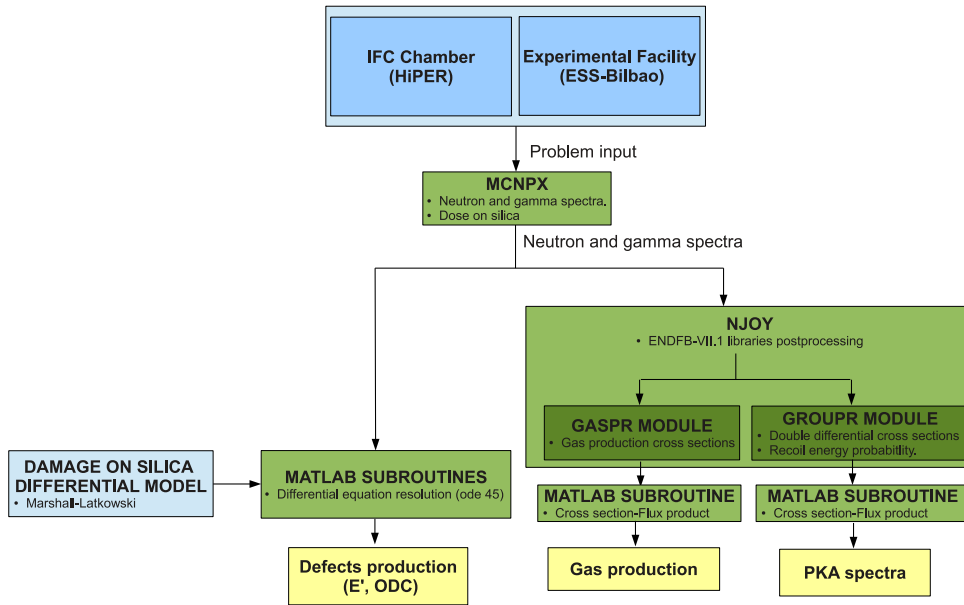 IFC Chamber
(HiPER)
Experimental Facility
(ESS-Bilbao)
Problem input
MCNPX
• Neutron and gamma spectra.
• Dose on silica
Neutron and gamma spectra
NJOY
• ENDFB-VII.1 libraries postprocessing
GASPR MODULE
• Gas production cross sections
GROUPR MODULE
• Double differential cross sections
• Recoil energy probabitlity.
DAMAGE ON SILICA
DIFFERENTIAL MODEL
• Marshall-Latkowski
MATLAB SUBROUTINES
• Differential equation resolution (ode 45)
MATLAB SUBROUTINE
• Cross section-Flux product
MATLAB SUBROUTINE
• Cross section-Flux product
Defects production
(E', ODC)
Gas production
PKA spectra